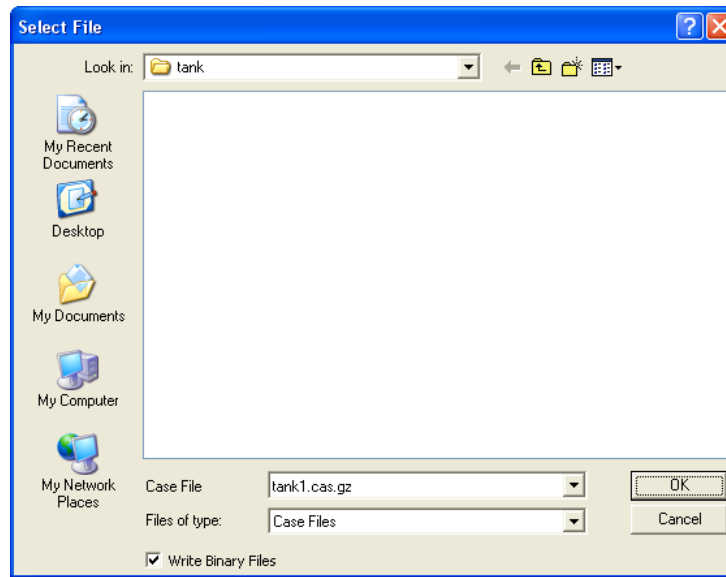 Select File
Look in: tank
My Recent
Documents
Desktop
My Documents
My Computer
My Network
Places
Case File tank1.cas.gz OK
Files of type: Case Files Cancel
Write Binary Files